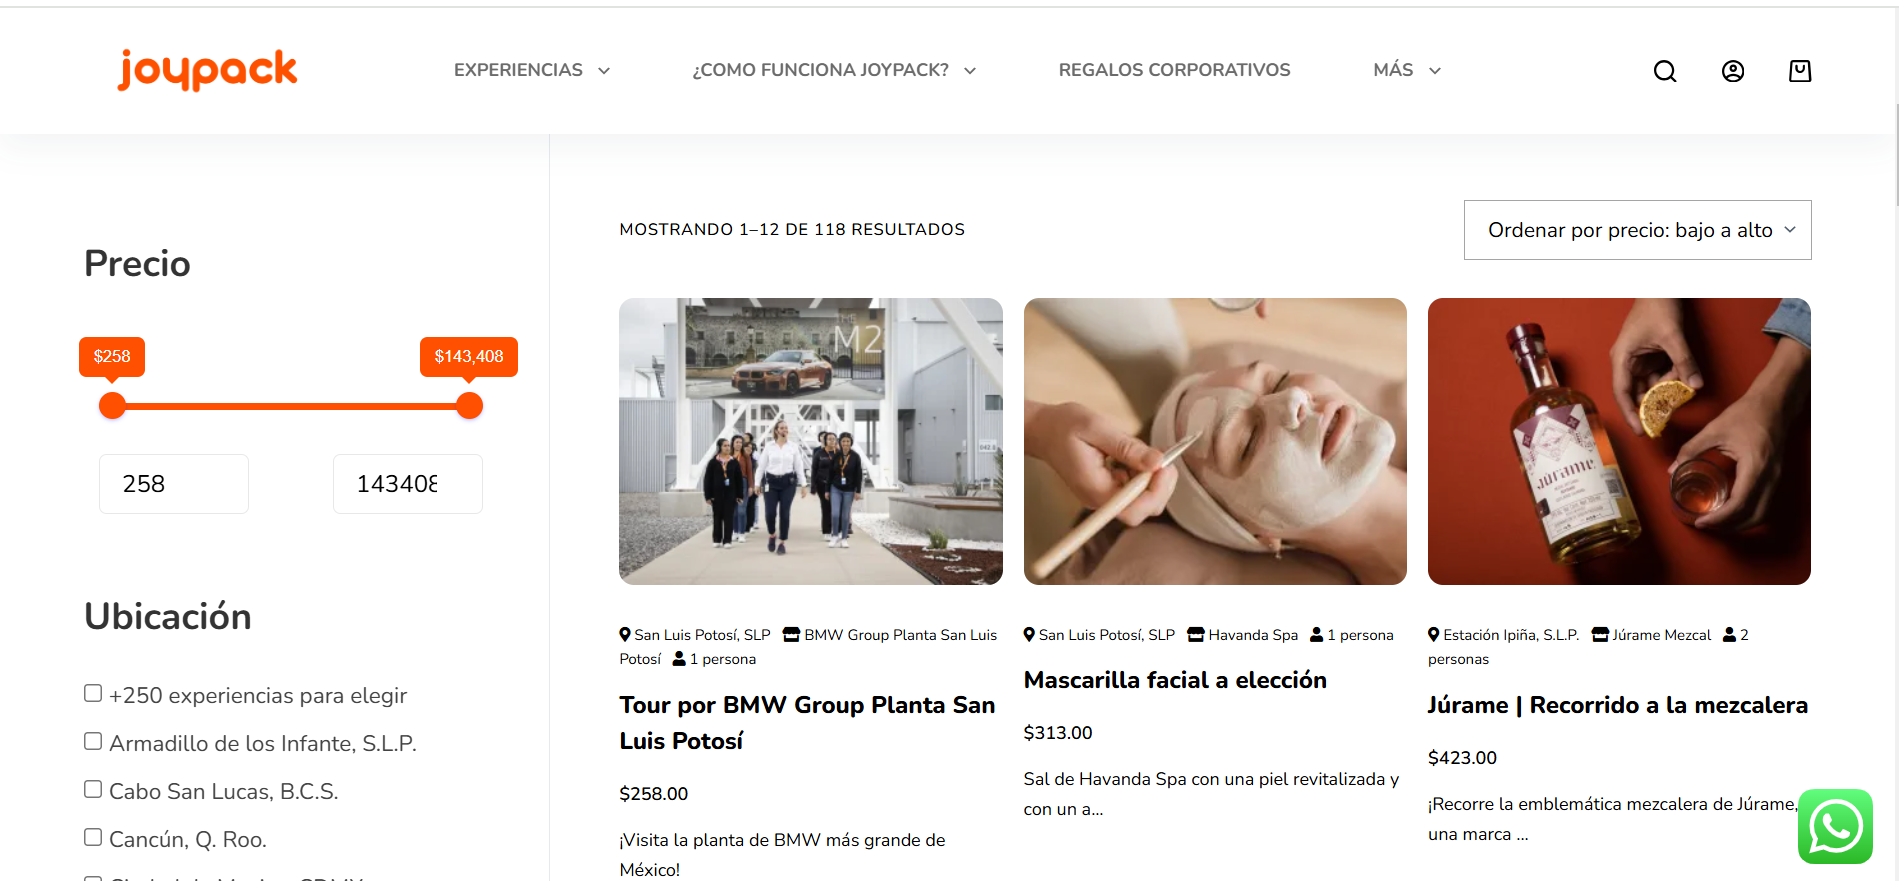 joypack
EXPERIENCIAS
¿COMO FUNCIONA JOYPACK?
REGALOS CORPORATIVOS
MÁS
Precio
$258
$143,408
258
143408
Ubicación
+250 experiencias para elegir
Armadillo de los Infante, S.L.P.
Cabo San Lucas, B.C.S.
Cancún, Q. Roo.
MOSTRANDO 1–12 DE 118 RESULTADOS
Ordenar por precio: bajo a alto
THE
M2
San Luis Potosí, SLP BMW Group Planta San Luis
Potosí 1 persona
Tour por BMW Group Planta San
Luis Potosí
$258.00
¡Visita la planta de BMW más grande de
México!
San Luis Potosí, SLP Havanda Spa 1 persona
Mascarilla facial a elección
$313.00
Sal de Havanda Spa con una piel revitalizada y
con un a...
Júrame
Estación Ipiña, S.L.P. Júrame Mezcal 2
personas
Júrame | Recorrido a la mezcalera
$423.00
¡Recorre la emblemática mezcalera de Júrame,
una marca ...